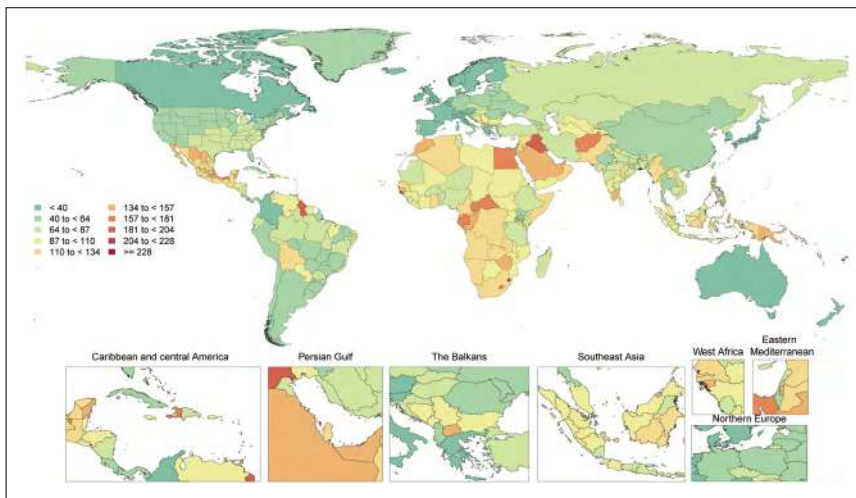 < 40
40 to < 64
64 to < 87
87 to < 110
110 to < 134
134 to < 157
157 to < 181
181 to < 204
204 to < 228
>= 228
Caribbean and central America
Persian Gulf
The Balkans
Southeast Asia
West Africa
Eastern
Mediterranean
Northern Europe